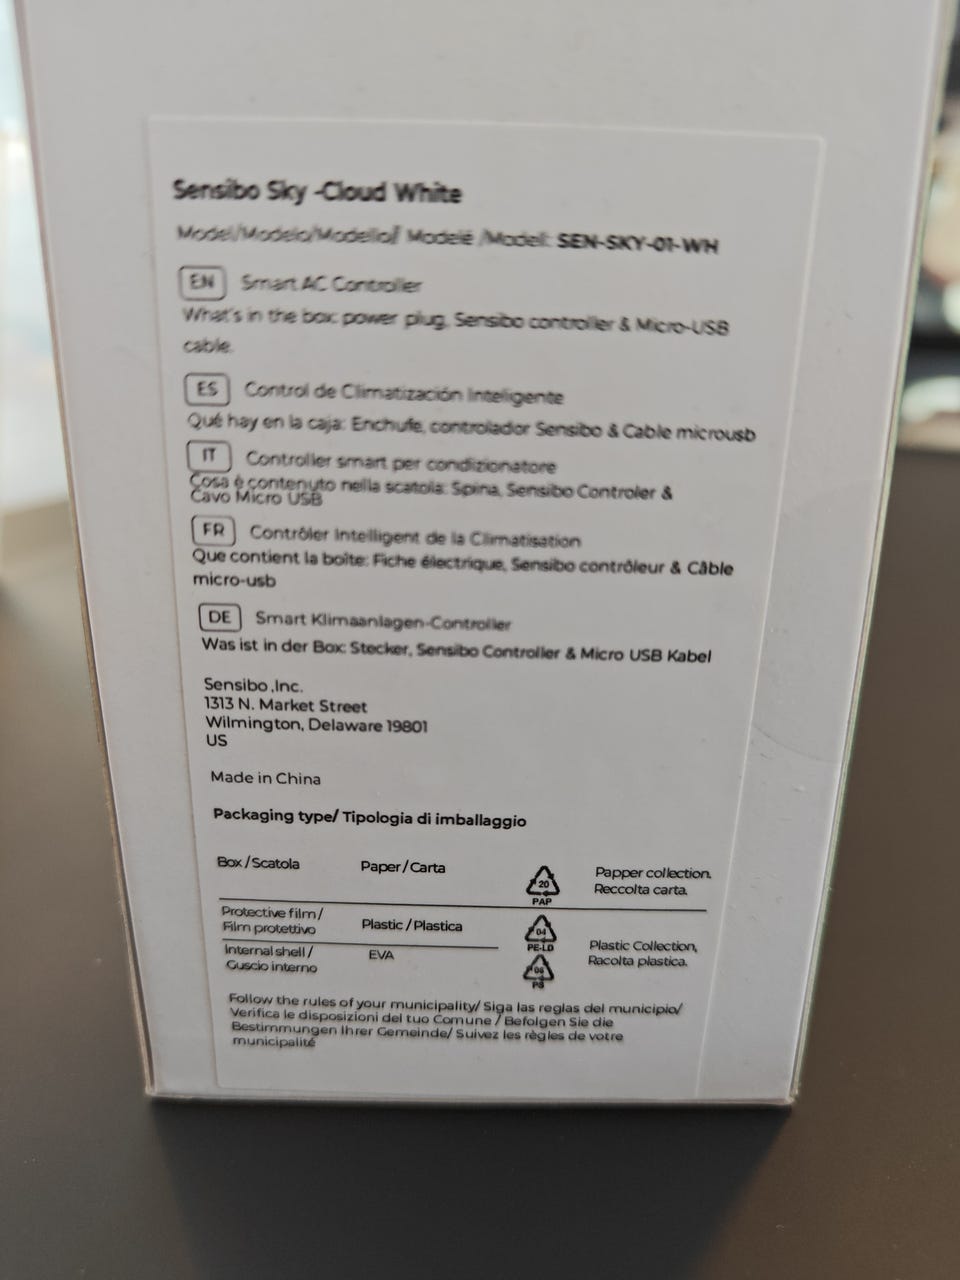 Sensibo Sky -Cloud White
Model/Modelo/Modello/ Modelé /Modell: SEN-SKY-01-WH
EN Smart AC Controller
What's in the box: power plug, Sensibo controller & Micro-USB
cable.
ES Control de Climatización Inteligente
Qué hay en la caja: Enchufe, controlador Sensibo & Cable microusb
IT Controller smart per condizionatore
Cosa è contenuto nella scatola: Spina, Sensibo Controler &
Cavo Micro USB
FR Contrôler Intelligent de la Climatisation
Que contient la boîte: Fiche électrique, Sensibo contrôleur & Câble
micro-usb
DE Smart Klimaanlagen-Controller
Was ist in der Box: Stecker, Sensibo Controller & Micro USB Kabel
Sensibo ,Inc.
1313 N. Market Street
Wilmington, Delaware 19801
US
Made in China
Packaging type/ Tipologia di imballaggio
Box / Scatola Paper / Carta 20 PAP Papper collection.
Reccolta carta.
Protective film /
Film protettivo Plastic / Plastica 04 PE-LD
Internal shell /
Guscio interno EVA 06 PS
Plastic Collection,
Racolta plastica.
Follow the rules of your municipality/ Siga las reglas del municipio/
Verifica le disposizioni del tuo Comune / Befolgen Sie die
Bestimmungen Ihrer Gemeinde/ Suivez les règles de votre
municipalité